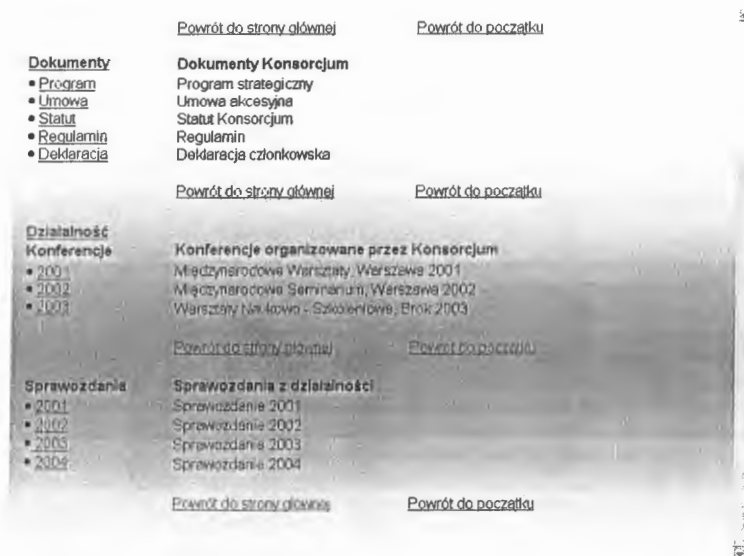 Powrót do strony głównej Powrót do początku
Dokumenty Dokumenty Konsorcjum
• Program Program strategiczny
• Umowa Umowa akcesyjna
• Statut Statut Konsorcjum
• Regulamin Regulamin
• Deklaracja Deklaracja członkowska
Powrót do strony głównej Powrót do początku
Działalność
Konferencje Konferencje organizowane przez Konsorcjum
• 2001 Międzynarodowe Warsztaty, Warszawa 2001
• 2002 Międzynarodowe Seminarium, Warszawa 2002
• 2003 Warsztaty Naukowo - Szkoleniowe, Brok 2003
Powrót do strony głównej Powrót do początku
Sprawozdania Sprawozdania z działalności
• 2001 Sprawozdanie 2001
• 2002 Sprawozdanie 2002
• 2003 Sprawozdanie 2003
• 2004 Sprawozdanie 2004
Powrót do strony głównej Powrót do początku